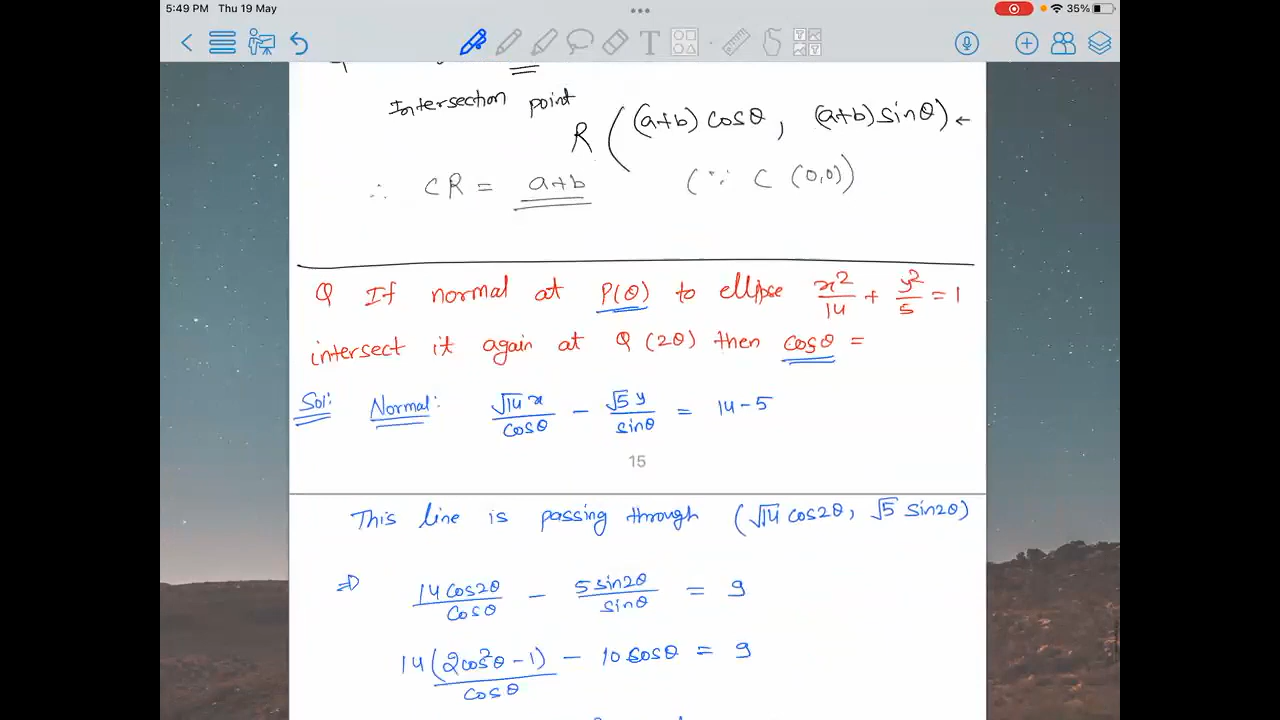 5:49 PM Thu 19 May
35%
T
Intersection point
R ((a+b) cosθ, (a+b) sinθ) ←
∴ CR = a+b (∵ C (0,0))
Q If normal at P(θ) to ellipse x²/14 + y²/5 = 1
intersect it again at Q (2θ) then cosθ =
Sol: Normal: √14 x/cosθ - √5 y/sinθ = 14-5
15
This line is passing through (√14 cos2θ, √5 sin2θ)
⇒ 14cos2θ/cosθ - 5 sin2θ/sinθ = 9
14(2cos²θ-1)/cosθ - 10 cosθ = 9